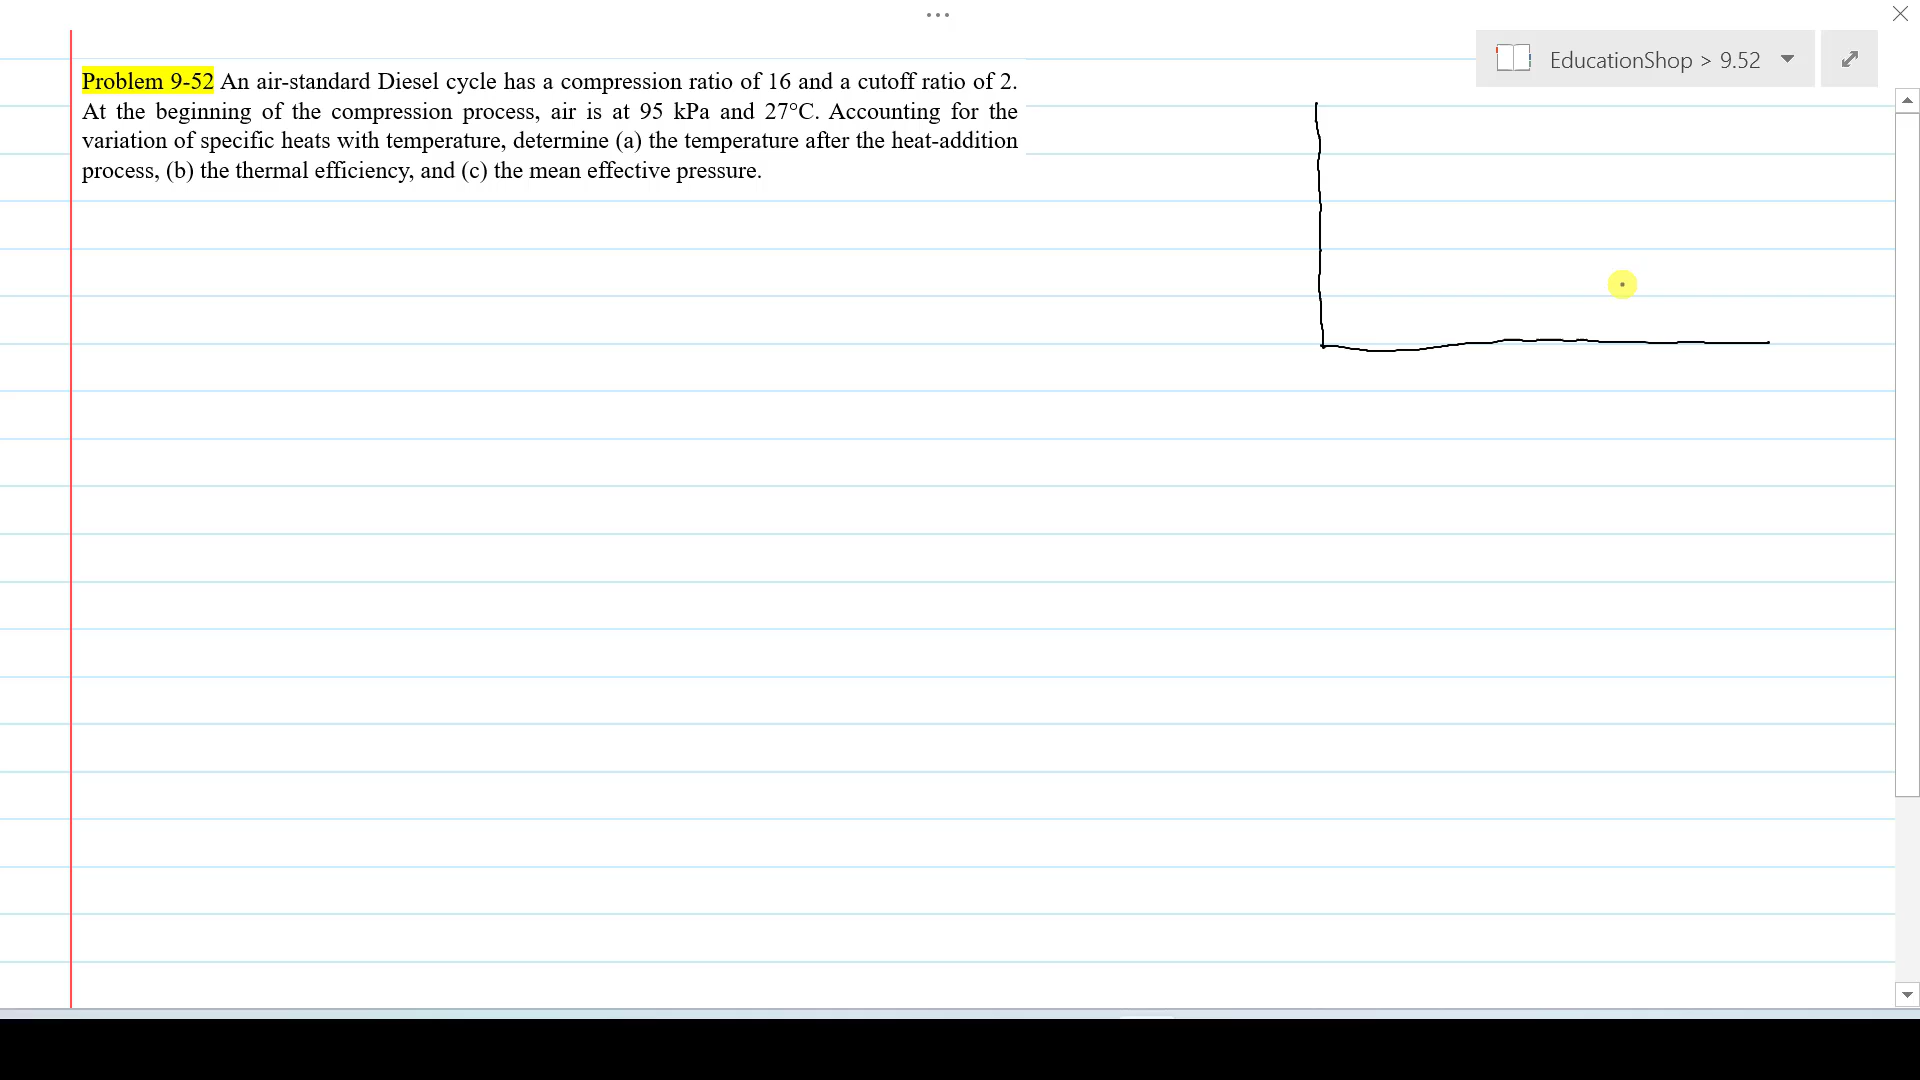 EducationShop > 9.52
Problem 9-52 An air-standard Diesel cycle has a compression ratio of 16 and a cutoff ratio of 2.
At the beginning of the compression process, air is at 95 kPa and 27°C. Accounting for the
variation of specific heats with temperature, determine (a) the temperature after the heat-addition
process, (b) the thermal efficiency, and (c) the mean effective pressure.